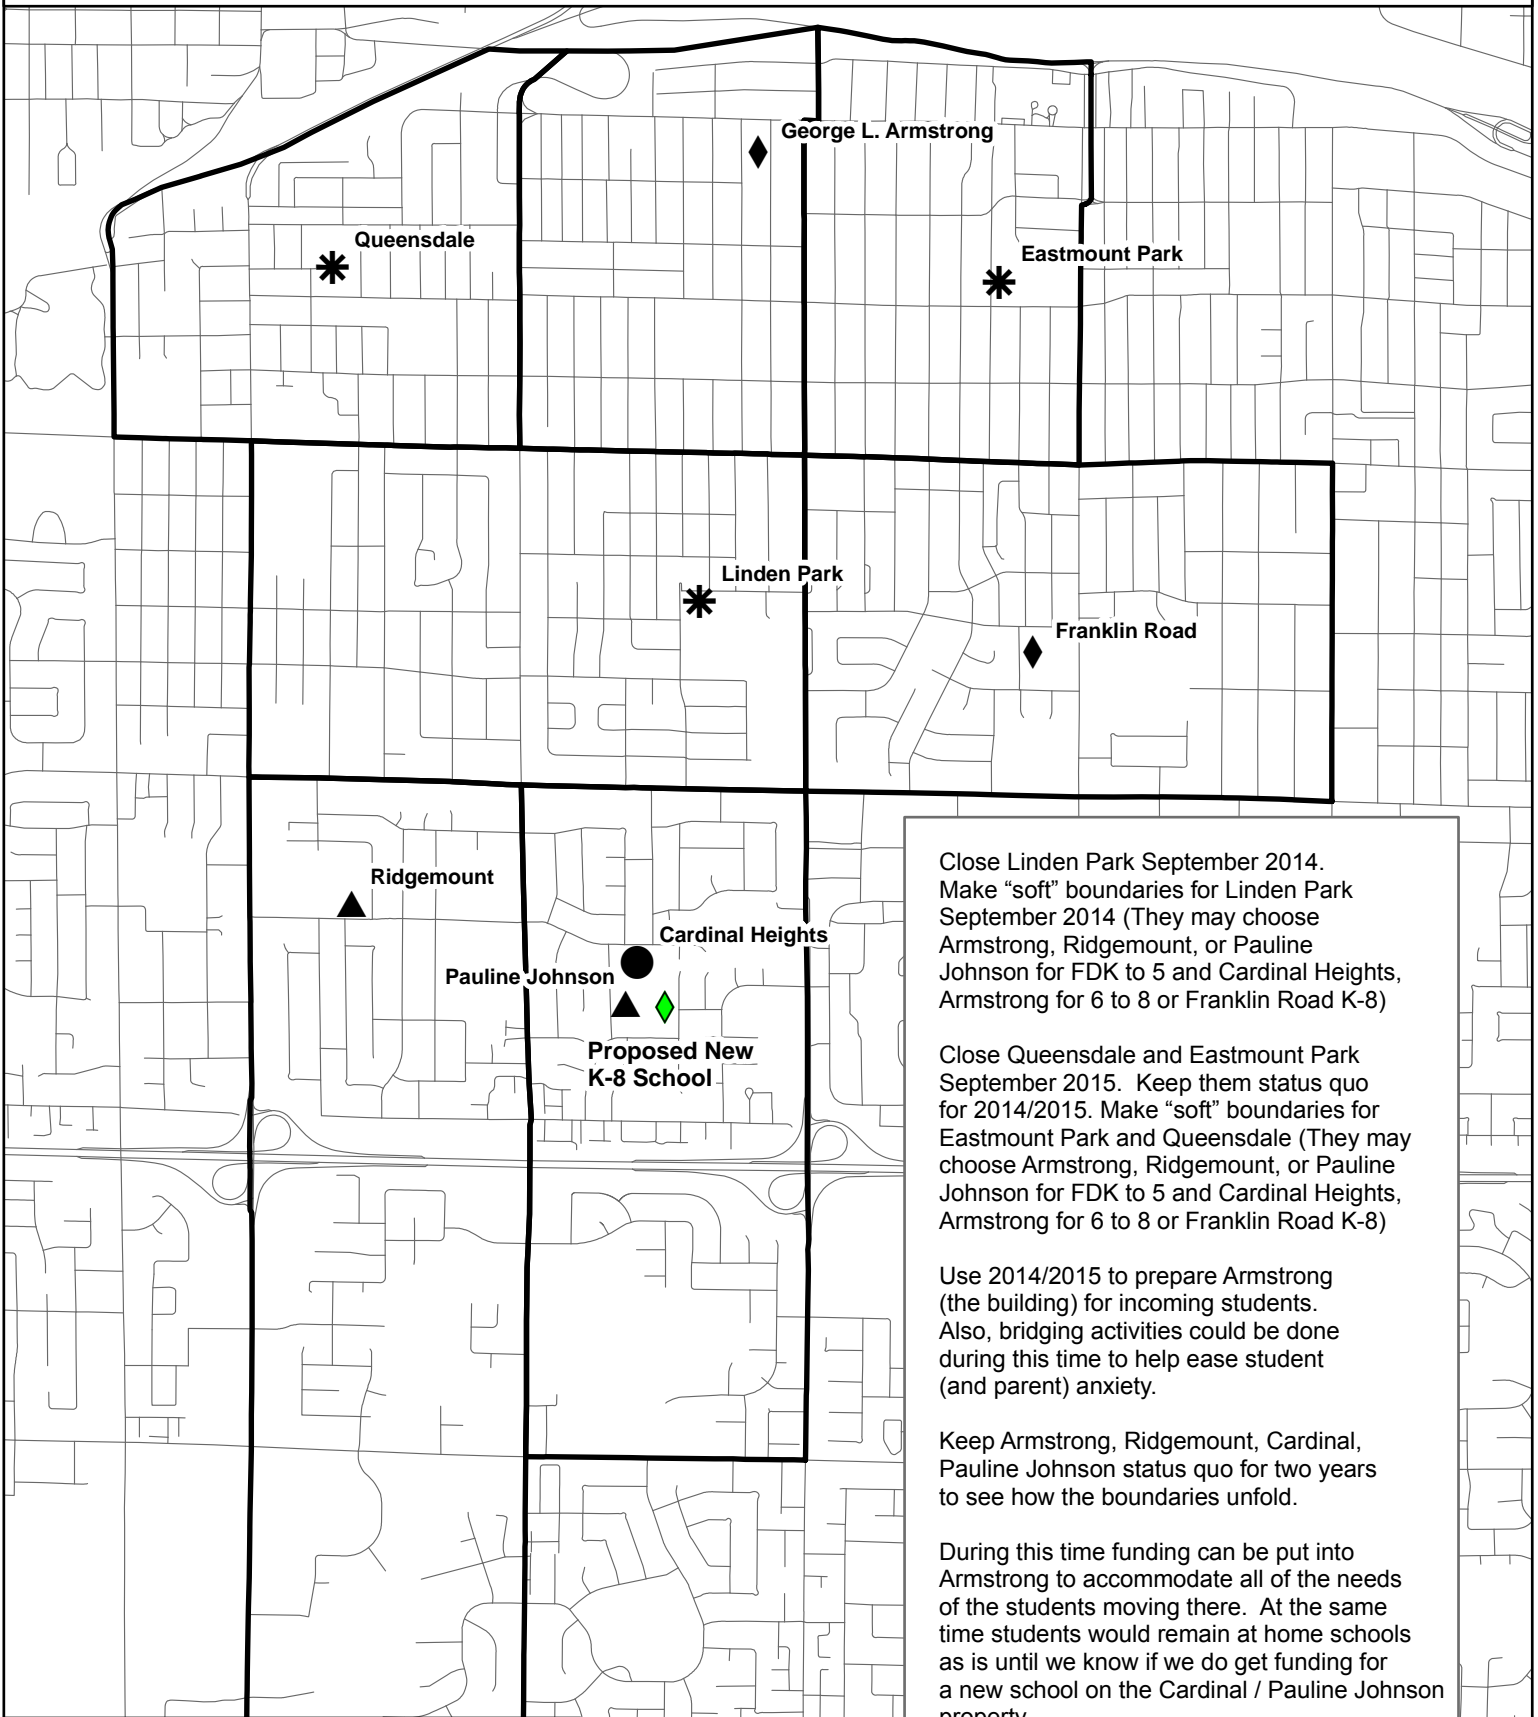 George L. Armstrong
Queensdale
Eastmount Park
Linden Park
Franklin Road
Ridgemount
Cardinal Heights
Pauline Johnson
Proposed New
K-8 School
Close Linden Park September 2014.
Make “soft” boundaries for Linden Park
September 2014 (They may choose
Armstrong, Ridgemount, or Pauline
Johnson for FDK to 5 and Cardinal Heights,
Armstrong for 6 to 8 or Franklin Road K-8)
Close Queensdale and Eastmount Park
September 2015.  Keep them status quo
for 2014/2015. Make “soft” boundaries for
Eastmount Park and Queensdale (They may
choose Armstrong, Ridgemount, or Pauline
Johnson for FDK to 5 and Cardinal Heights,
Armstrong for 6 to 8 or Franklin Road K-8)
Use 2014/2015 to prepare Armstrong
(the building) for incoming students.
Also, bridging activities could be done
during this time to help ease student
(and parent) anxiety.
Keep Armstrong, Ridgemount, Cardinal,
Pauline Johnson status quo for two years
to see how the boundaries unfold.
During this time funding can be put into
Armstrong to accommodate all of the needs
of the students moving there.  At the same
time students would remain at home schools
as is until we know if we do get funding for
a new school on the Cardinal / Pauline Johnson
property